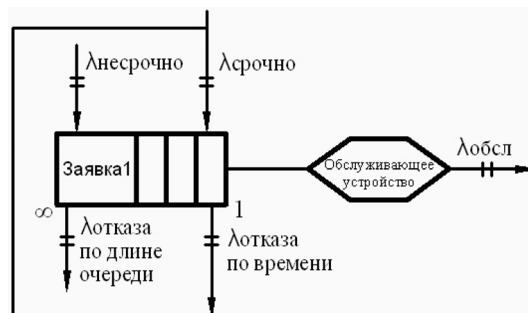 λнесрочно
λсрочно
Заявка1
Обслуживающее
устройство
λобсл
∞
1
λотказа
по длине
очереди
λотказа
по времени